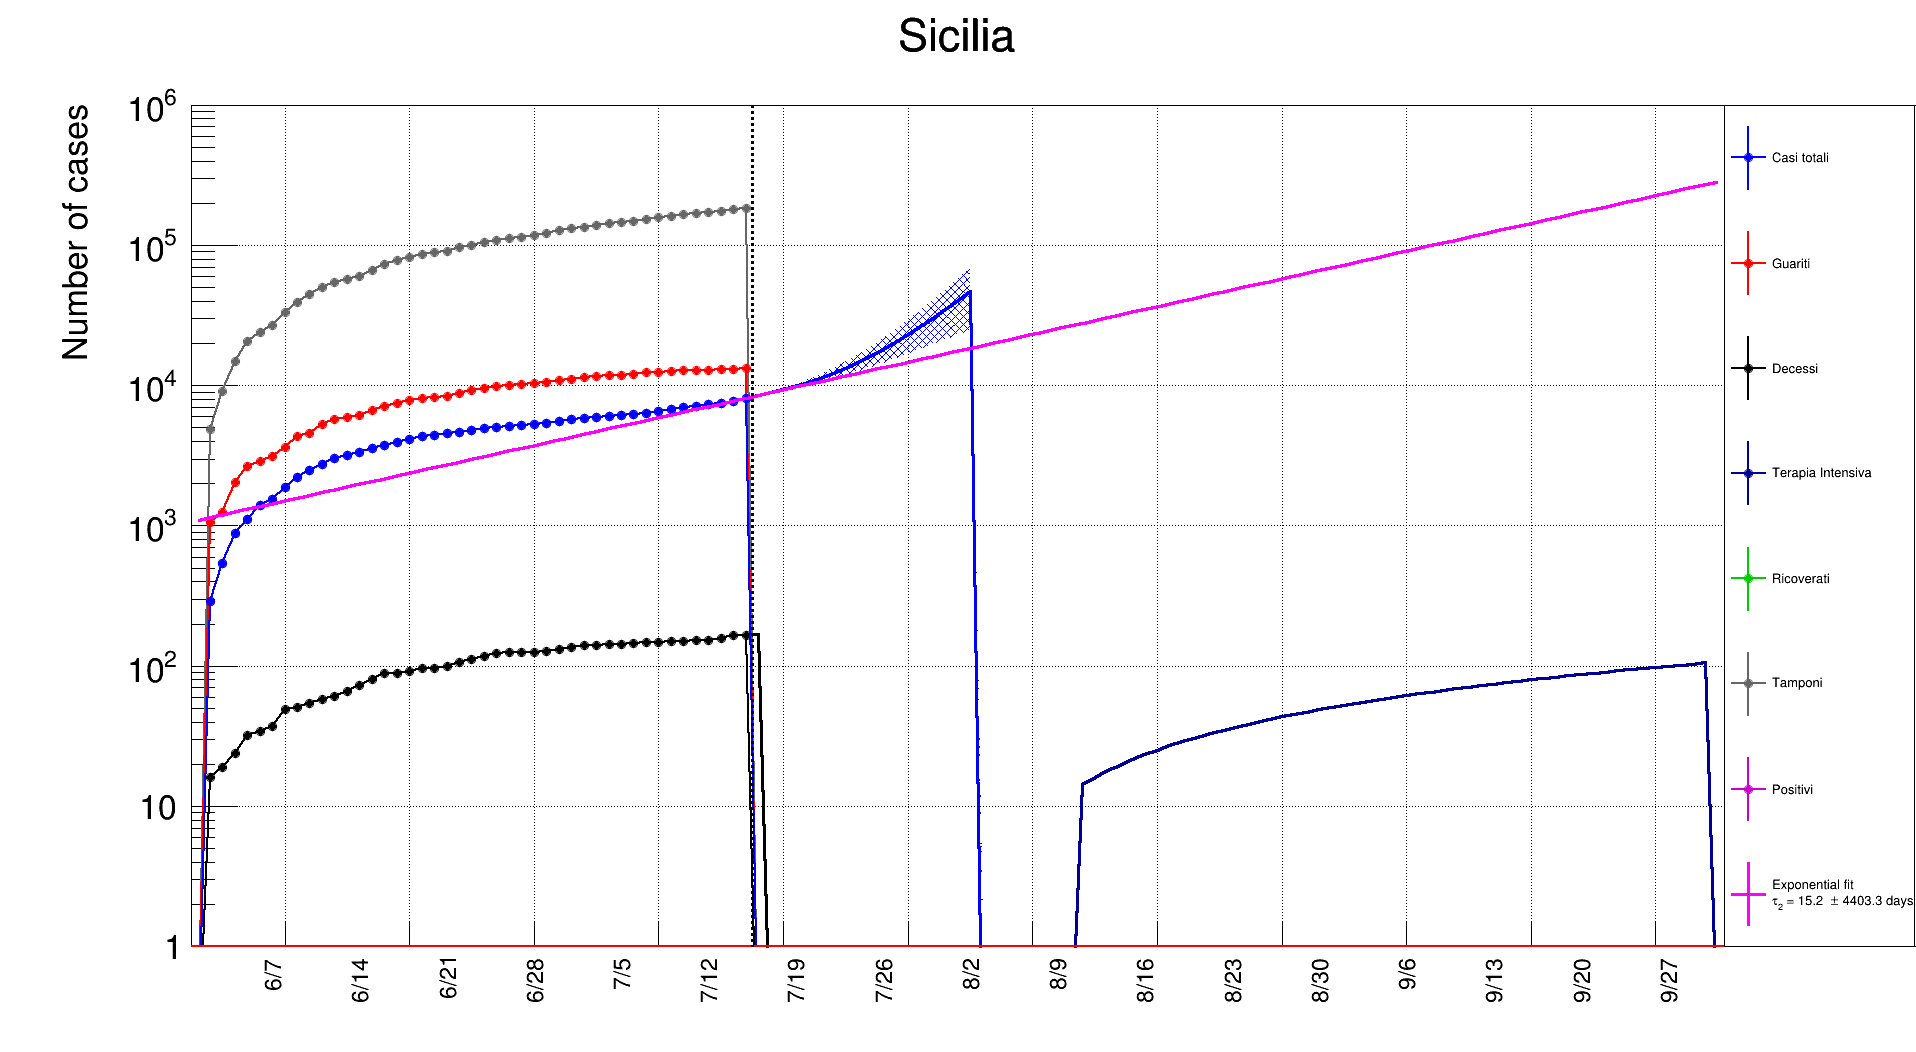 Sicilia
Number of cases
10^6
10^5
10^4
10^3
10^2
10
1
6/7
6/14
6/21
6/28
7/5
7/12
7/19
7/26
8/2
8/9
8/16
8/23
8/30
9/6
9/13
9/20
9/27
Casi totali
Guariti
Decessi
Terapia Intensiva
Ricoverati
Tamponi
Positivi
Exponential fit
τ_2 = 15.2 ± 4403.3 days